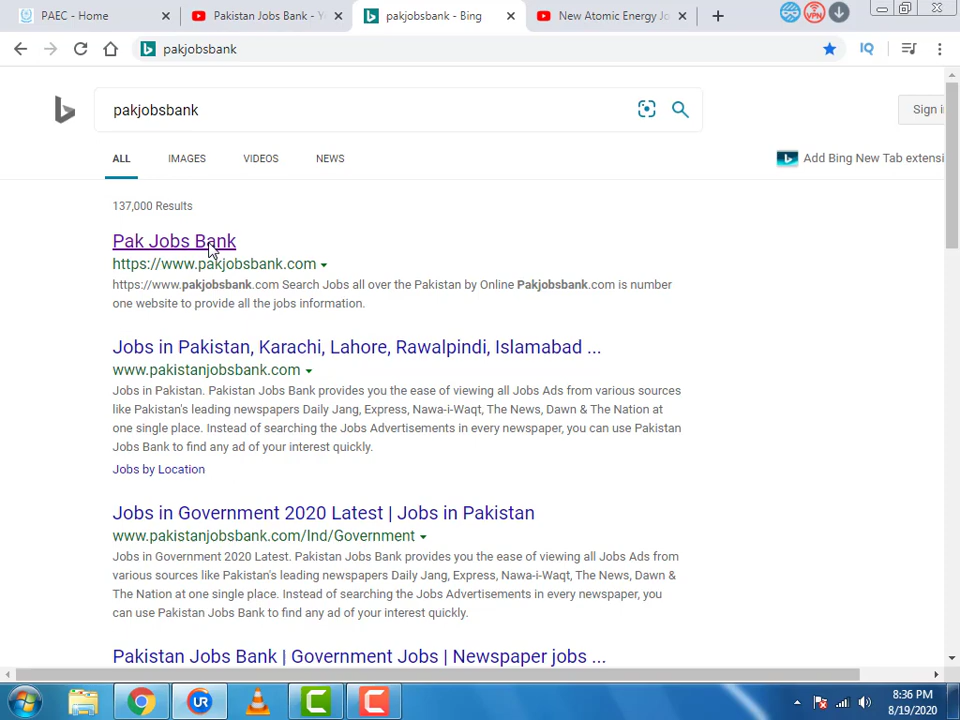 PAEC - Home
Pakistan Jobs Bank - Y
pakjobsbank - Bing
New Atomic Energy Jo
VPN
pakjobsbank
IQ
pakjobsbank
Sign i
ALL IMAGES VIDEOS NEWS
Add Bing New Tab extensi
137,000 Results
Pak Jobs Bank
https://www.pakjobsbank.com
https://www.pakjobsbank.com Search Jobs all over the Pakistan by Online Pakjobsbank.com is number
one website to provide all the jobs information.
Jobs in Pakistan, Karachi, Lahore, Rawalpindi, Islamabad ...
www.pakistanjobsbank.com
Jobs in Pakistan. Pakistan Jobs Bank provides you the ease of viewing all Jobs Ads from various sources
like Pakistan's leading newspapers Daily Jang, Express, Nawa-i-Waqt, The News, Dawn & The Nation at
one single place. Instead of searching the Jobs Advertisements in every newspaper, you can use Pakistan
Jobs Bank to find any ad of your interest quickly.
Jobs by Location
Jobs in Government 2020 Latest | Jobs in Pakistan
www.pakistanjobsbank.com/Ind/Government
Jobs in Government 2020 Latest. Pakistan Jobs Bank provides you the ease of viewing all Jobs Ads from
various sources like Pakistan's leading newspapers Daily Jang, Express, Nawa-i-Waqt, The News, Dawn &
The Nation at one single place. Instead of searching the Jobs Advertisements in every newspaper, you
can use Pakistan Jobs Bank to find any ad of your interest quickly.
Pakistan Jobs Bank | Government Jobs | Newspaper jobs ...
UR
8:36 PM
8/19/2020